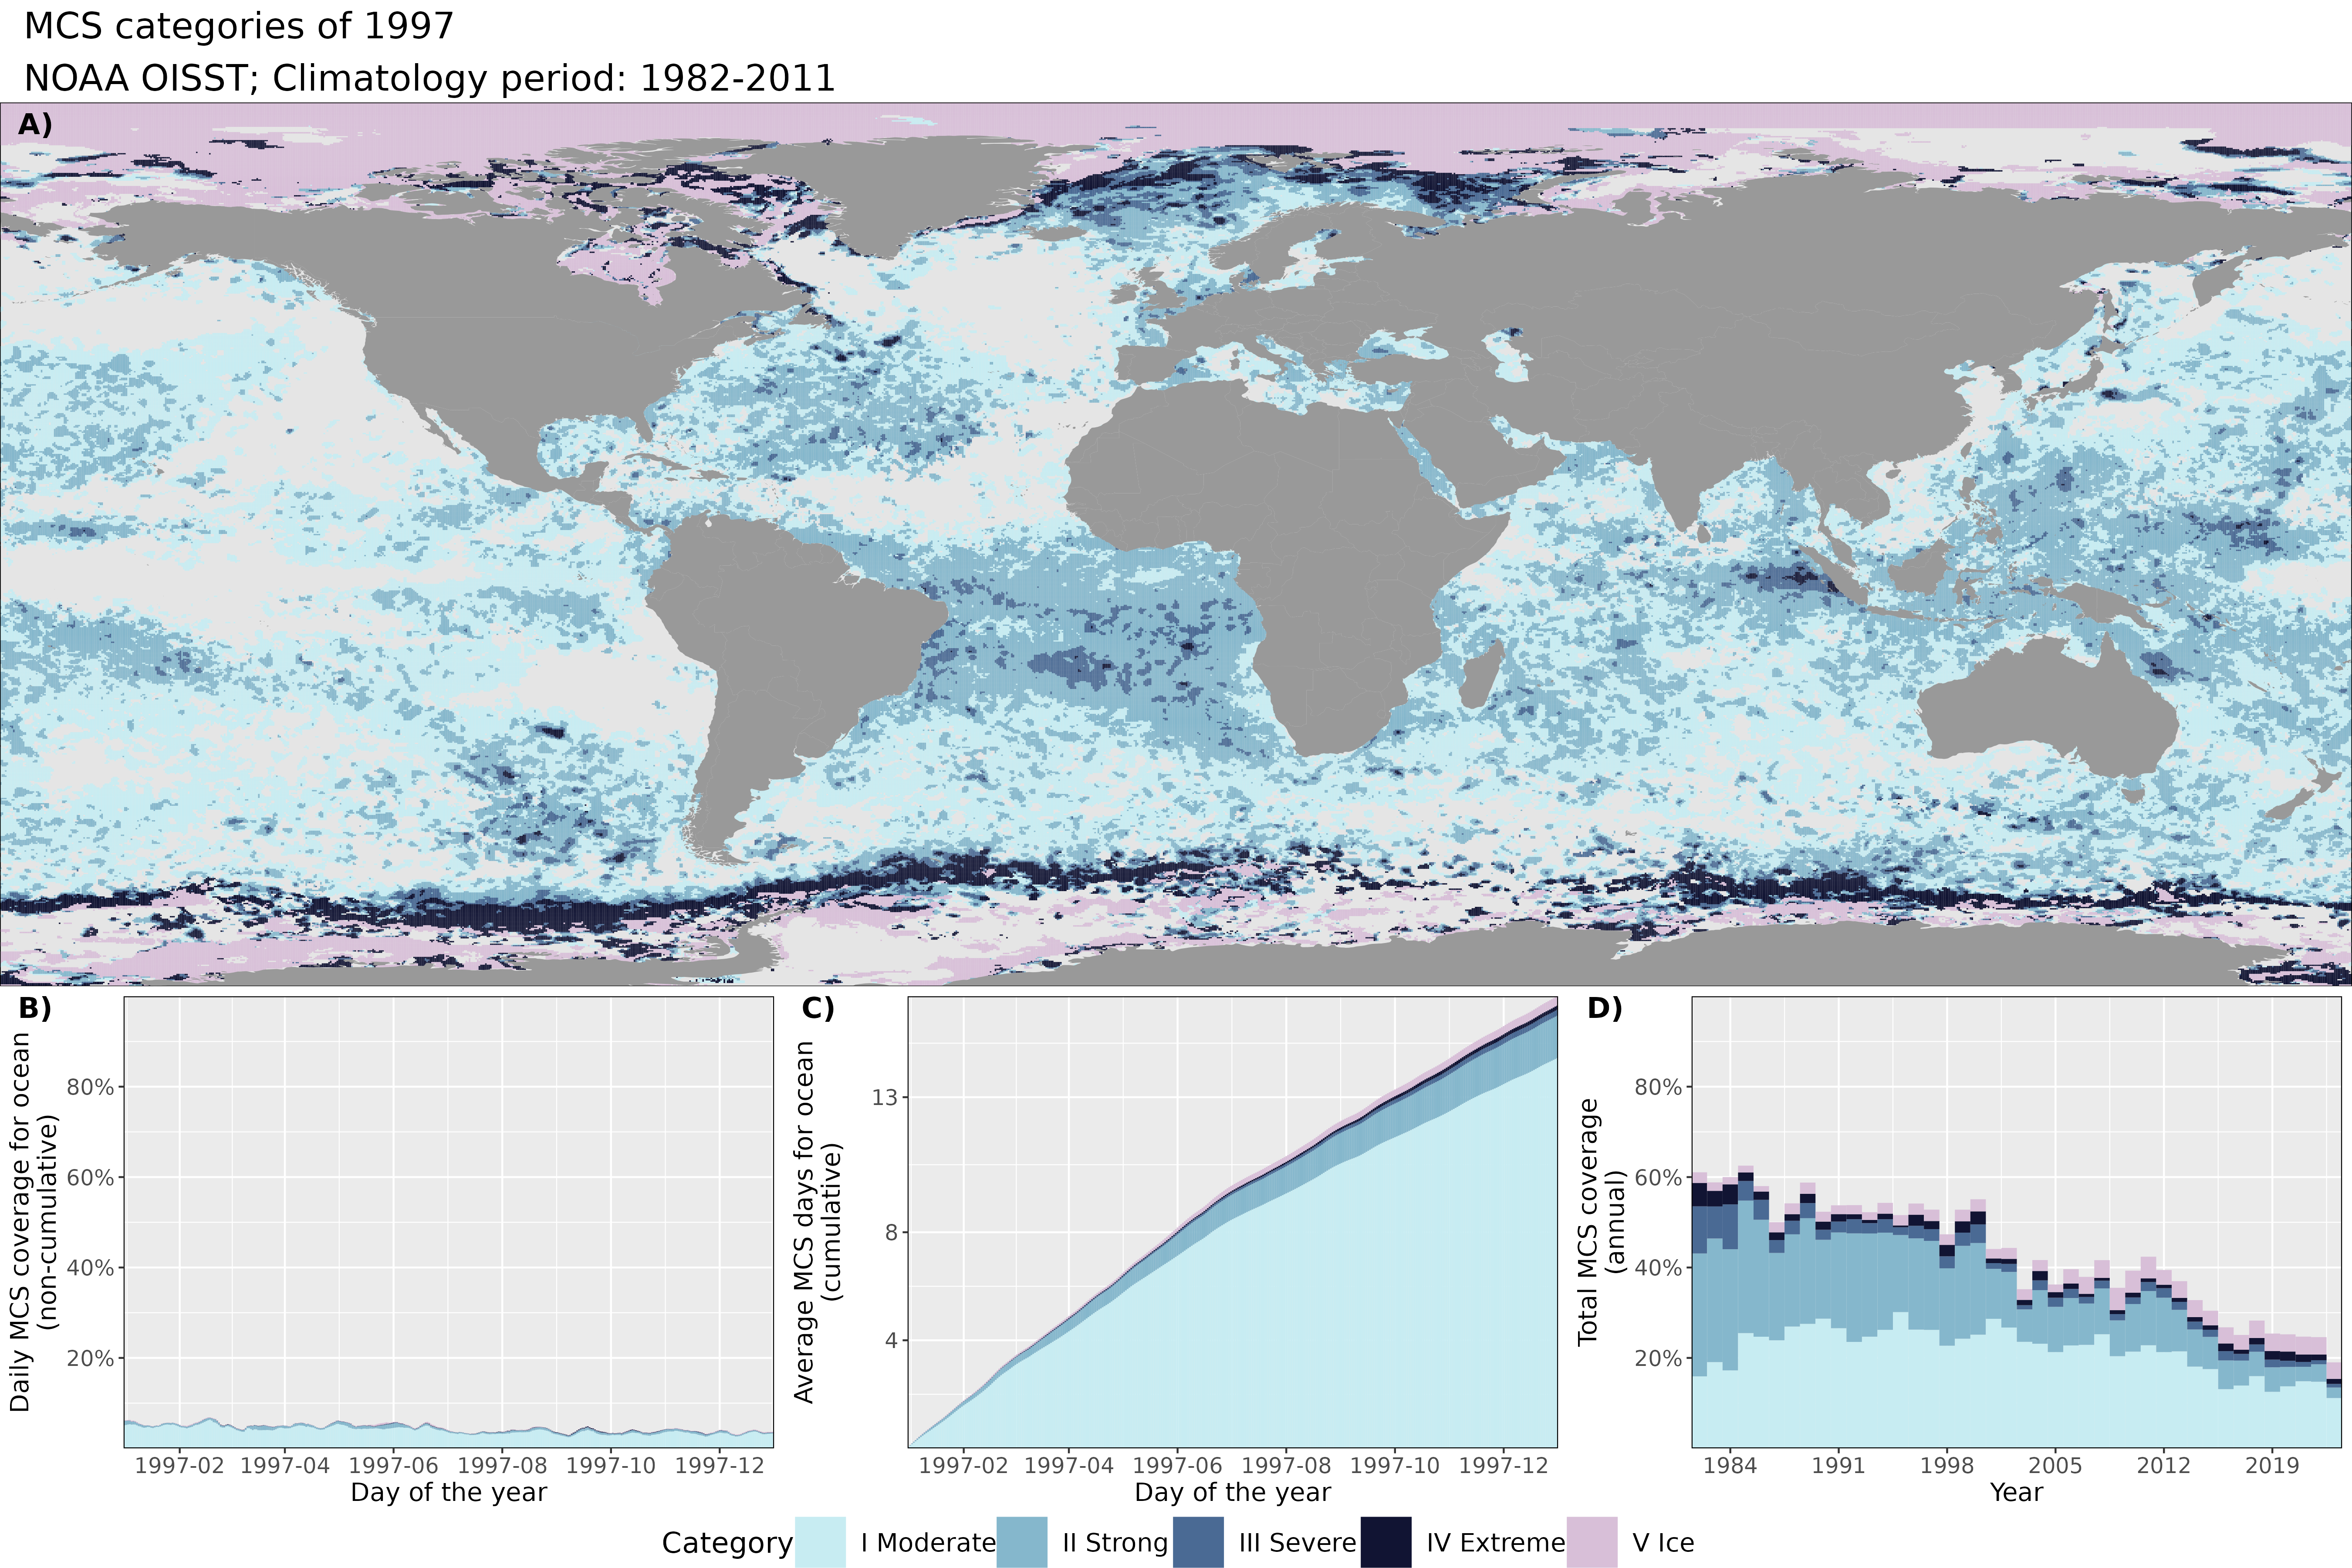 MCS categories of 1997
NOAA OISST; Climatology period: 1982-2011
A)
B)
Daily MCS coverage for ocean
(non-cumulative)
80%
60%
40%
20%
1997-02 1997-04 1997-06 1997-08 1997-10 1997-12
Day of the year
C)
Average MCS days for ocean
(cumulative)
13
8
4
1997-02 1997-04 1997-06 1997-08 1997-10 1997-12
Day of the year
D)
Total MCS coverage
(annual)
80%
60%
40%
20%
1984 1991 1998 2005 2012 2019
Year
Category I Moderate II Strong III Severe IV Extreme V Ice